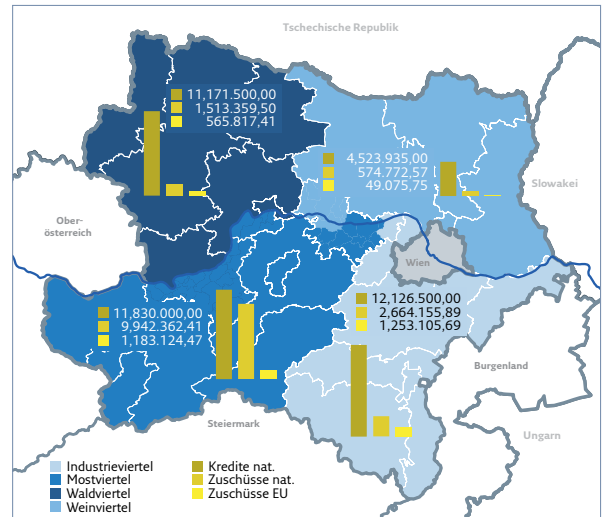 Tschechische Republik
11,171.500,00
1,513.359,50
565.817,41
4,523.935,00
574.772,57
49.075,75
Slowakei
Ober-
österreich
Wien
12,126.500,00
2,664.155,89
1,253.105,69
11,830.000,00
9,942.362,41
1,183.124,47
Burgenland
Steiermark
Ungarn
Industrieviertel
Mostviertel
Waldviertel
Weinviertel
Kredite nat.
Zuschüsse nat.
Zuschüsse EU